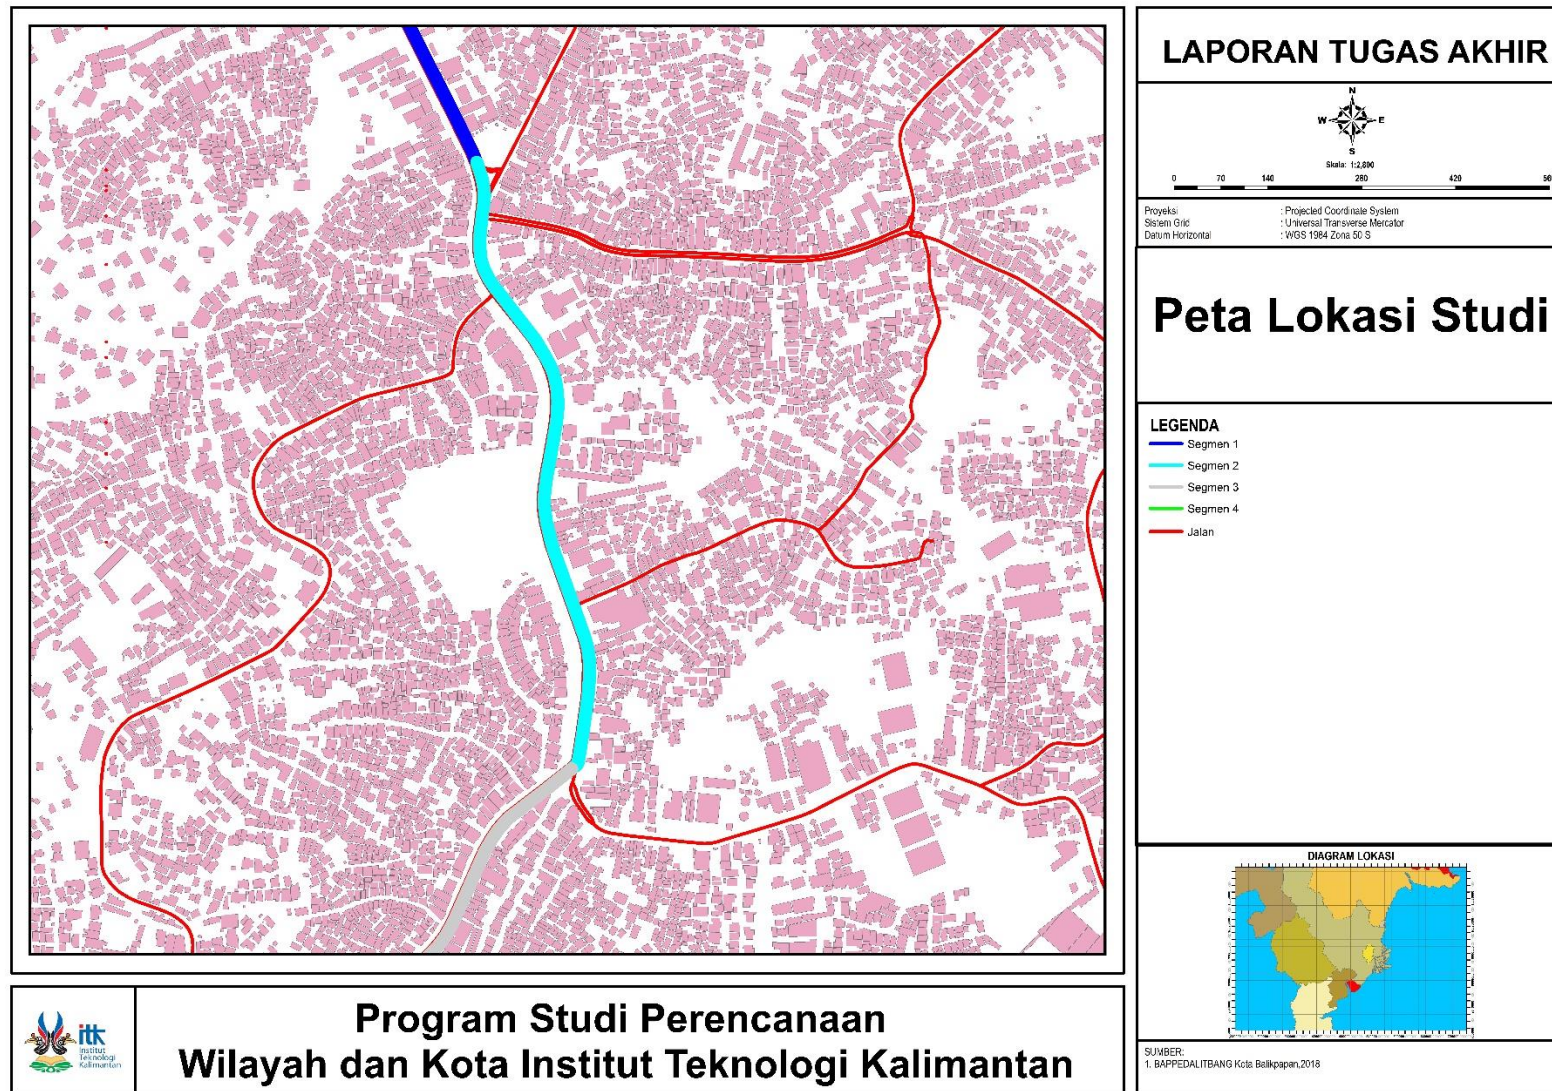 LAPORAN TUGAS AKHIR
N
W E
S
Skala: 1:2,800
0 70 140 280 420 560
Proyeksi : Projected Coordinate System
Sistem Grid : Universal Transverse Mercator
Datum Horizontal : WGS 1984 Zona 50 S
Peta Lokasi Studi
LEGENDA
Segmen 1
Segmen 2
Segmen 3
Segmen 4
Jalan
DIAGRAM LOKASI
SUMBER:
1. BAPPEDALITBANG Kota Balikpapan,2018
itk
Institut
Teknologi
Kalimantan
Program Studi Perencanaan
Wilayah dan Kota Institut Teknologi Kalimantan